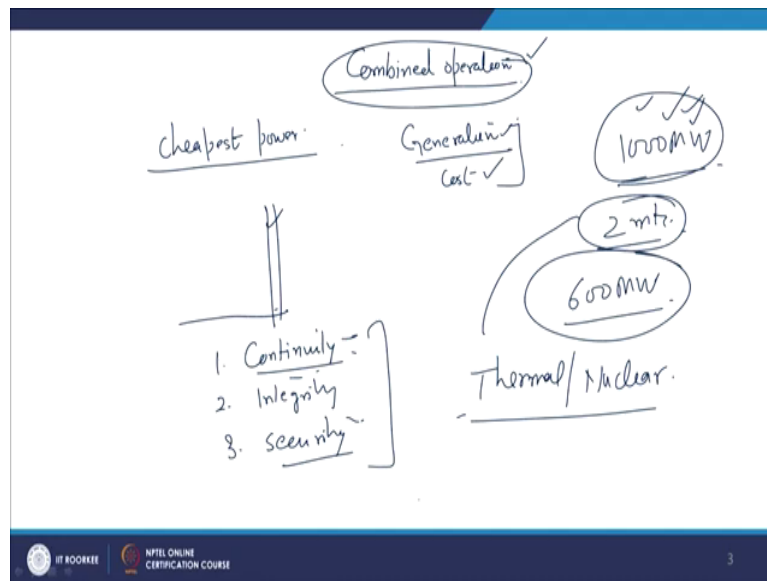 Combined operation
cheapest power.
Generation
Cost
1000MW
2 mts.
600MW
1. Continuity
2. Integrity
3. Security
Thermal/Nuclear.
IIT ROORKEE
NPTEL ONLINE
CERTIFICATION COURSE
3